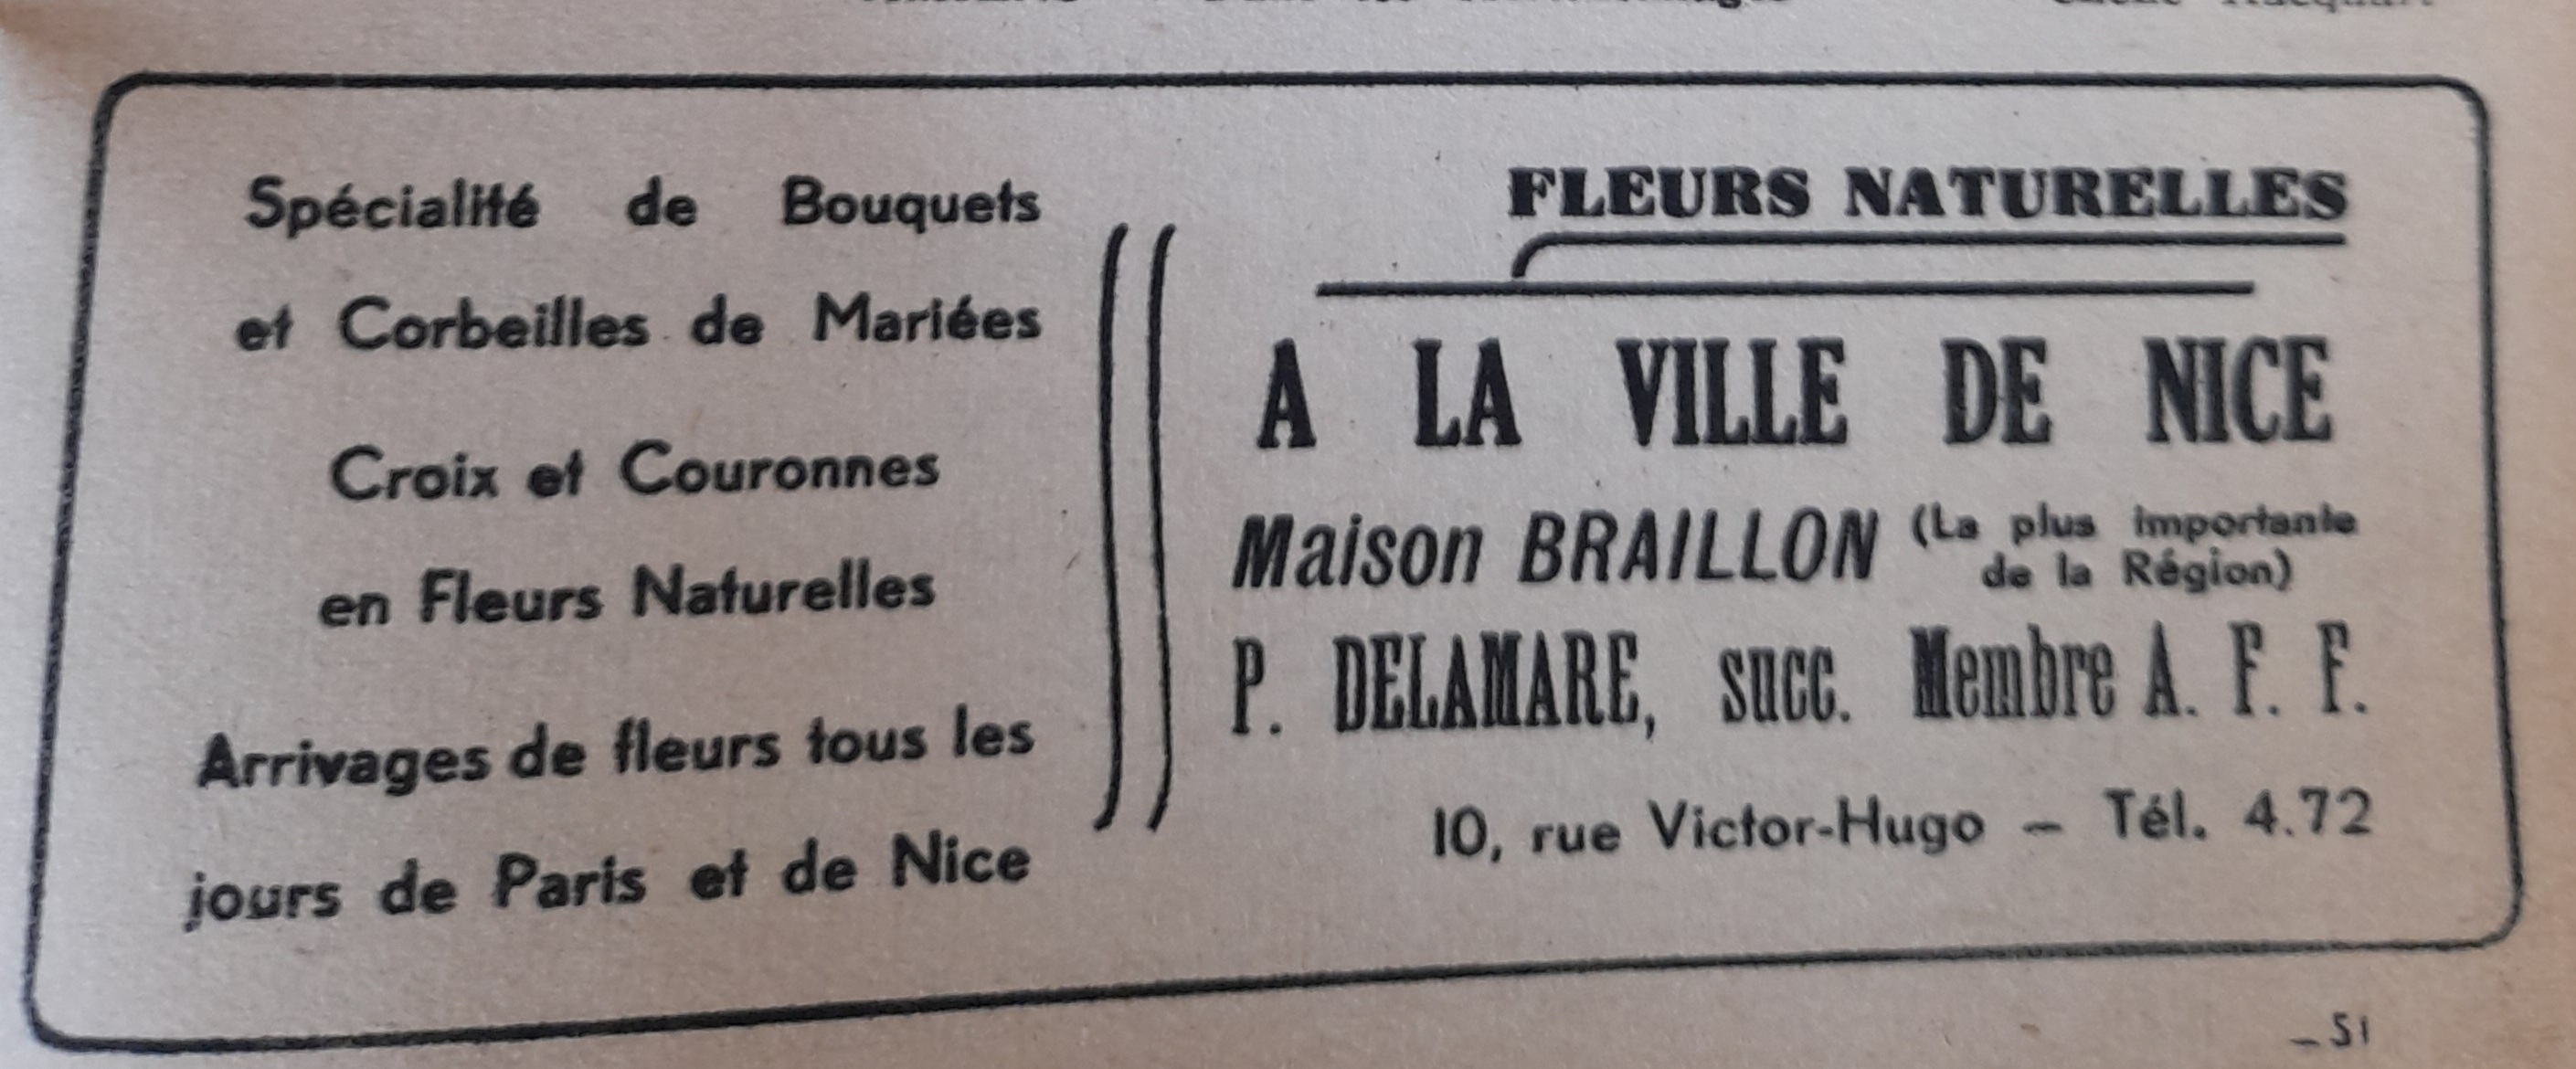 Spécialité de Bouquets
et Corbeilles de Mariées
Croix et Couronnes
en Fleurs Naturelles
Arrivages de fleurs tous les
jours de Paris et de Nice
FLEURS NATURELLES
A LA VILLE DE NICE
Maison BRAILLON (La plus importante
de la Région)
P. DELAMARE, succ. Membre A. F. F.
10, rue Victor-Hugo — Tél. 4.72
— 51